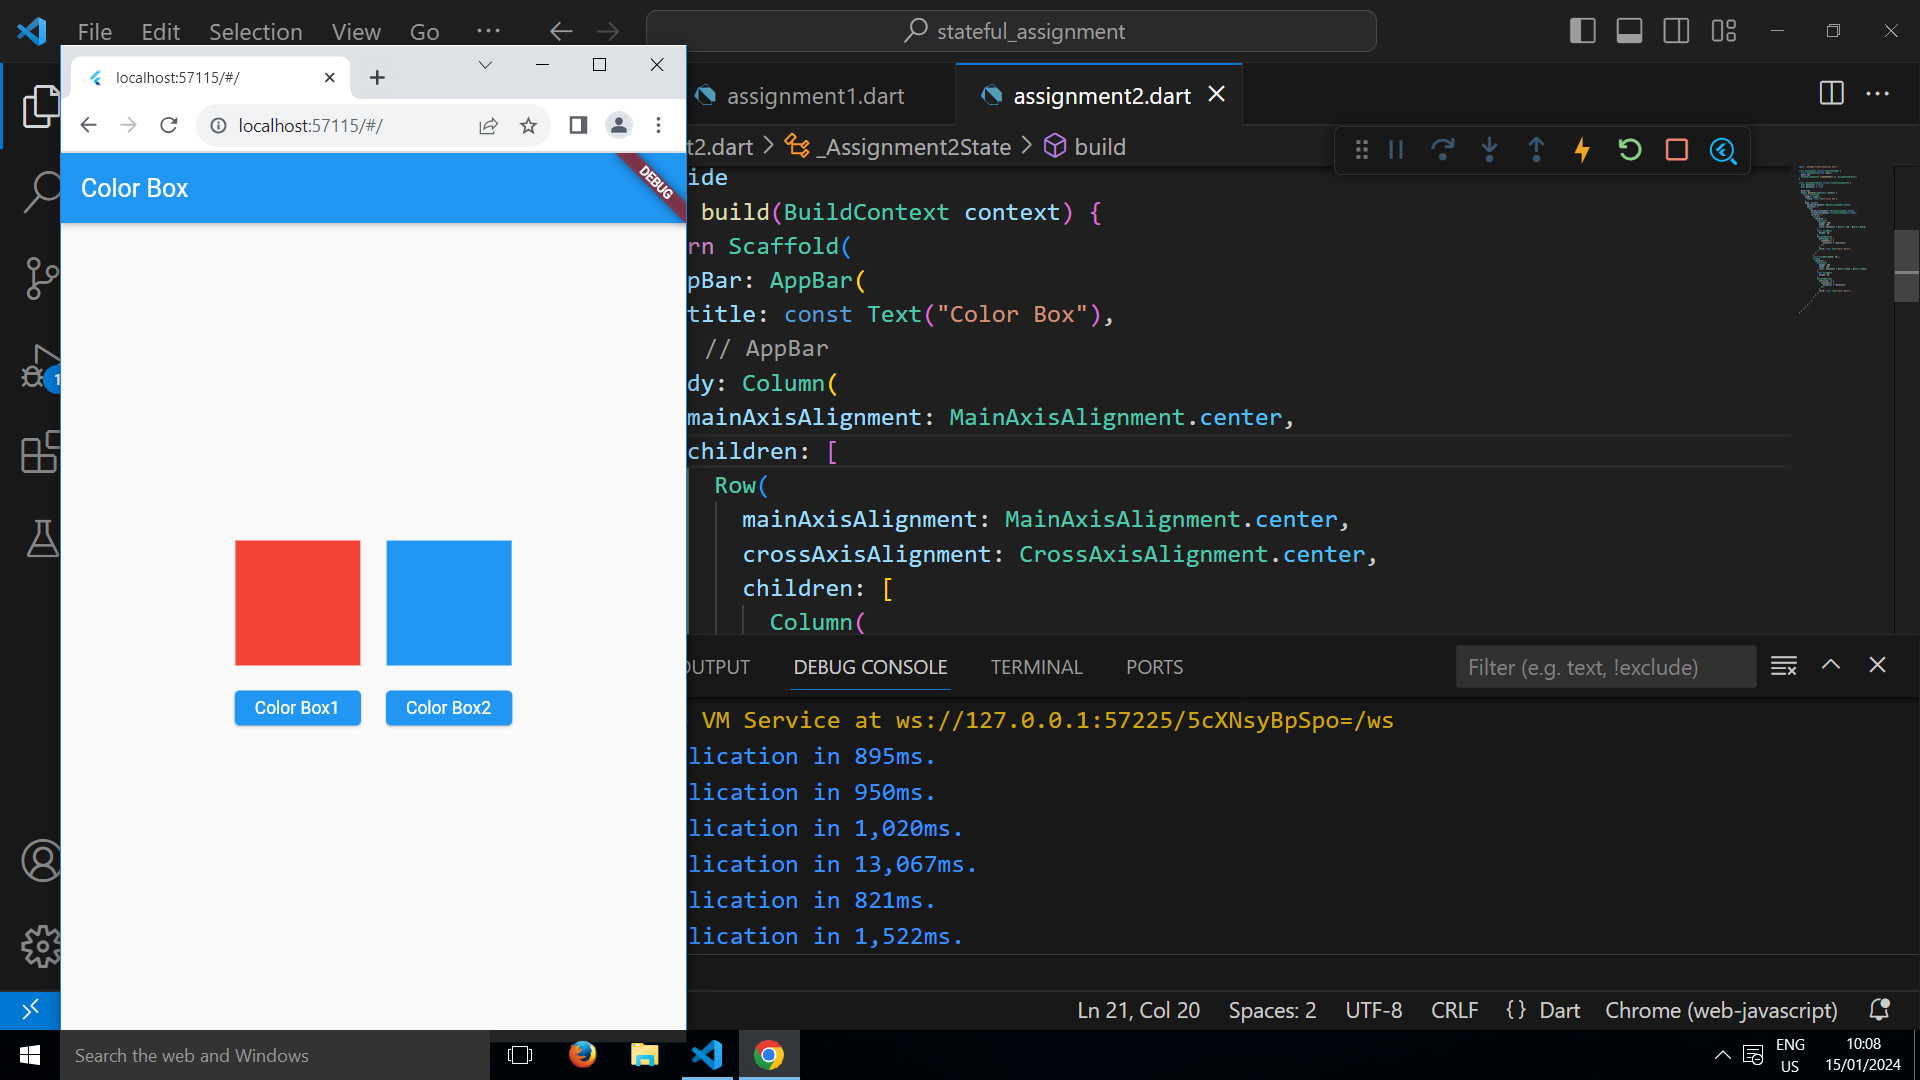 File Edit Selection View Go ...
stateful_assignment
localhost:57115/#/
localhost:57115/#/
Color Box
DEBUG
Color Box1 Color Box2
assignment1.dart
assignment2.dart
t2.dart > _Assignment2State > build
ide
build(BuildContext context) {
rn Scaffold(
pBar: AppBar(
title: const Text("Color Box"),
// AppBar
dy: Column(
mainAxisAlignment: MainAxisAlignment.center,
children: [
Row(
mainAxisAlignment: MainAxisAlignment.center,
crossAxisAlignment: CrossAxisAlignment.center,
children: [
Column(
UTPUT DEBUG CONSOLE TERMINAL PORTS
Filter (e.g. text, !exclude)
VM Service at ws://127.0.0.1:57225/5cXNsyBpSpo=/ws
lication in 895ms.
lication in 950ms.
lication in 1,020ms.
lication in 13,067ms.
lication in 821ms.
lication in 1,522ms.
1
Ln 21, Col 20 Spaces: 2 UTF-8 CRLF {} Dart Chrome (web-javascript)
Search the web and Windows
ENG
US
10:08
15/01/2024